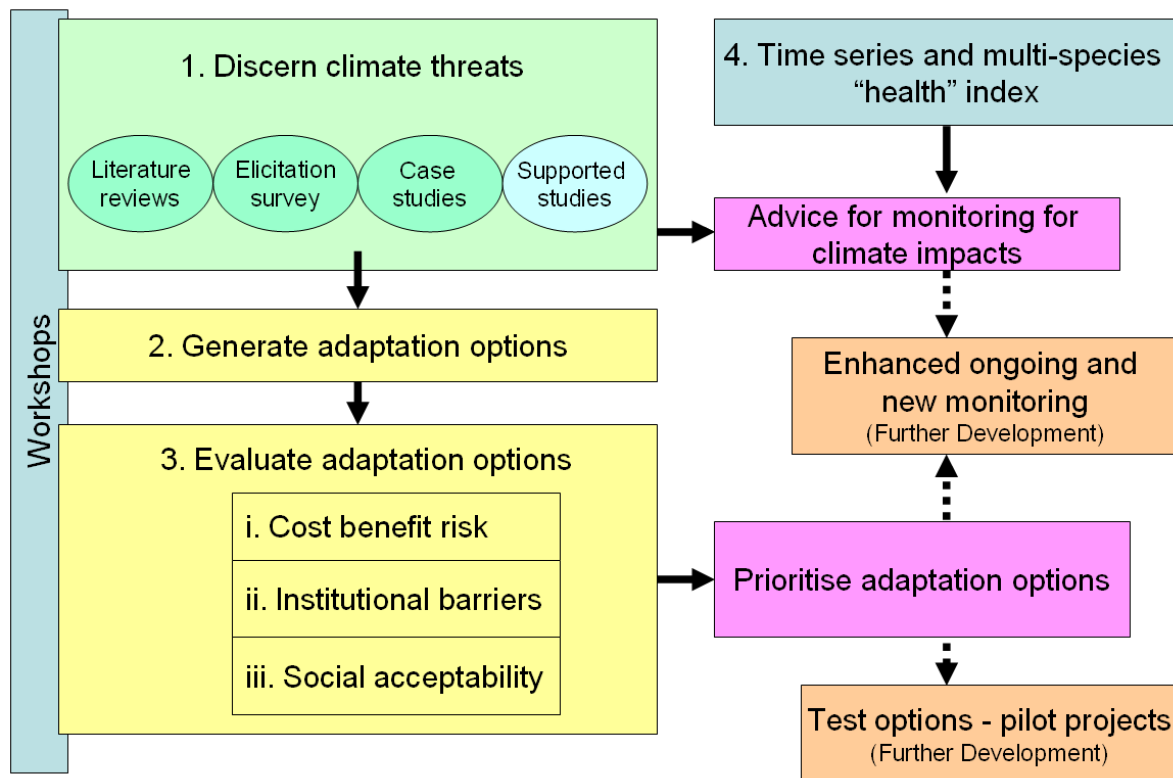 Workshops
1. Discern climate threats
Literature
reviews
Elicitation
survey
Case
studies
Supported
studies
2. Generate adaptation options
3. Evaluate adaptation options
i. Cost benefit risk
ii. Institutional barriers
iii. Social acceptability
4. Time series and multi-species
“health” index
Advice for monitoring for
climate impacts
Enhanced ongoing and
new monitoring
(Further Development)
Prioritise adaptation options
Test options - pilot projects
(Further Development)